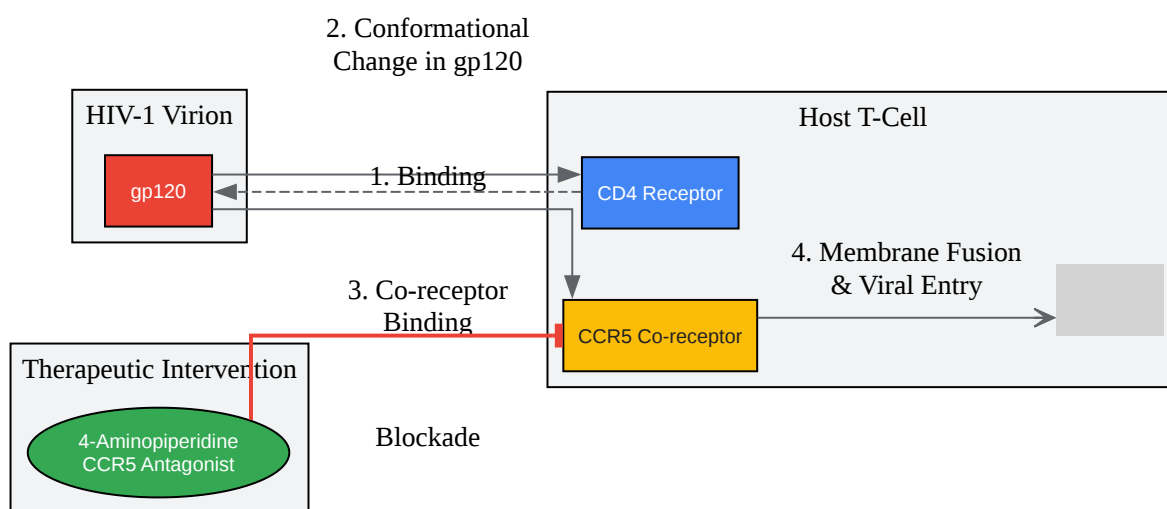 2. Conformational
Change in gp120
HIV-1 Virion
gp120
1. Binding
Host T-Cell
CD4 Receptor
3. Co-receptor
Binding
CCR5 Co-receptor
4. Membrane Fusion
& Viral Entry
Therapeutic Intervention
4-Aminopiperidine
CCR5 Antagonist
Blockade